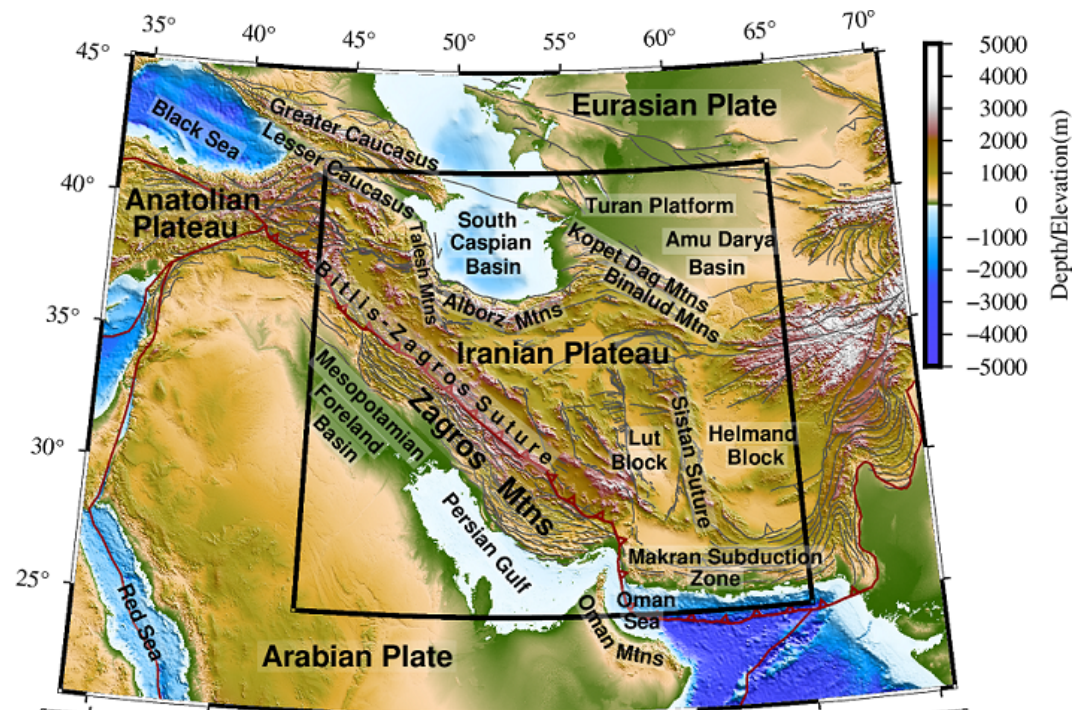 35°
40°
45°
50°
55°
60°
65°
70°
45°
40°
35°
30°
25°
Black Sea
Greater Caucasus
Lesser Caucasus
Eurasian Plate
Anatolian
Plateau
Talesh Mtns
South
Caspian
Basin
Turan Platform
Amu Darya
Basin
Kopet Dag Mtns
Binalud Mtns
Alborz Mtns
Bitlis-Zagros Suture
Iranian Plateau
Mesopotamian
Foreland
Basin
Zagros
Mtns
Lut
Block
Sistan Suture
Helmand
Block
Persian Gulf
Makran Subduction
Zone
Oman
Sea
Oman Mtns
Red Sea
Arabian Plate
5000
4000
3000
2000
1000
0
−1000
−2000
−3000
−4000
−5000
Depth/Elevation(m)